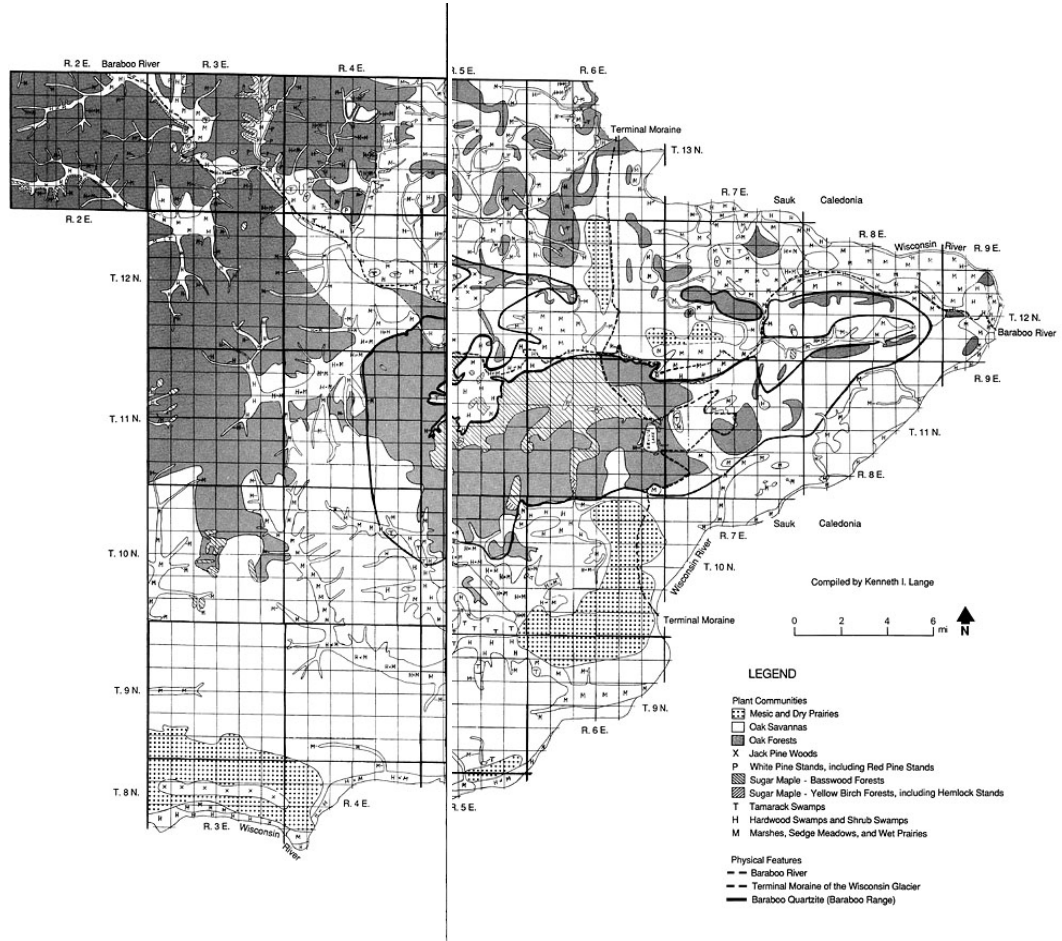 R. 2 E. Baraboo River R. 3 E. R. 4 E. R. 5 E. R. 6 E.
Terminal Moraine
T. 13 N.
R. 2 E.
R. 7 E. Sauk Caledonia
R. 8 E. Wisconsin River R. 9 E.
T. 12 N.
T. 12 N.
Baraboo River
R. 9 E.
T. 11 N.
T. 11 N.
R. 8 E.
Sauk Caledonia
R. 7 E.
T. 10 N.
Wisconsin River
T. 10 N.
Compiled by Kenneth I. Lange
Terminal Moraine
0 2 4 6 mi
N
T. 9 N.
T. 9 N.
R. 6 E.
T. 8 N.
R. 4 E. R. 5 E.
R. 3 E. Wisconsin River
LEGEND
Plant Communities
Mesic and Dry Prairies
Oak Savannas
Oak Forests
X Jack Pine Woods
P White Pine Stands, including Red Pine Stands
Sugar Maple - Basswood Forests
Sugar Maple - Yellow Birch Forests, including Hemlock Stands
T Tamarack Swamps
H Hardwood Swamps and Shrub Swamps
M Marshes, Sedge Meadows, and Wet Prairies
Physical Features
Baraboo River
Terminal Moraine of the Wisconsin Glacier
Baraboo Quartzite (Baraboo Range)